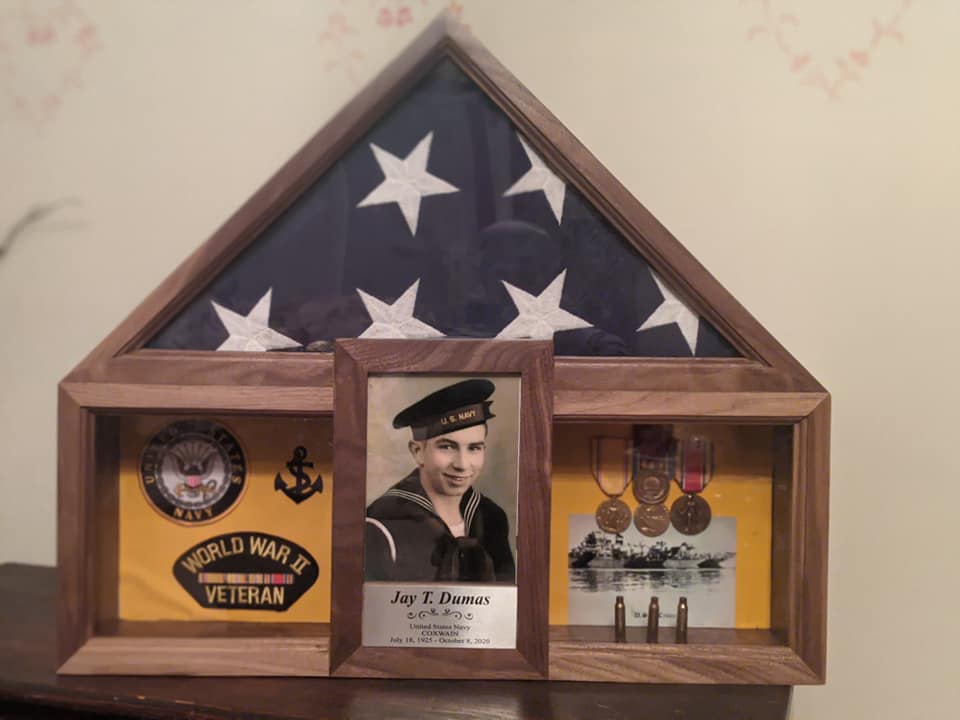 U. S. NAVY
UNITED STATES
NAVY
WORLD WAR II
VETERAN
Jay T. Dumas
United States Navy
COXWAIN
July 18, 1925 - October 8, 2020